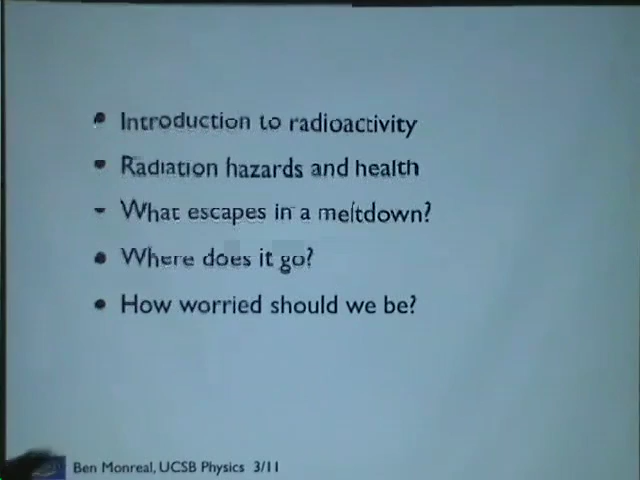 • Introduction to radioactivity
• Radiation hazards and health
• What escapes in a meltdown?
• Where does it go?
• How worried should we be?
Ben Monreal, UCSB Physics 3/11